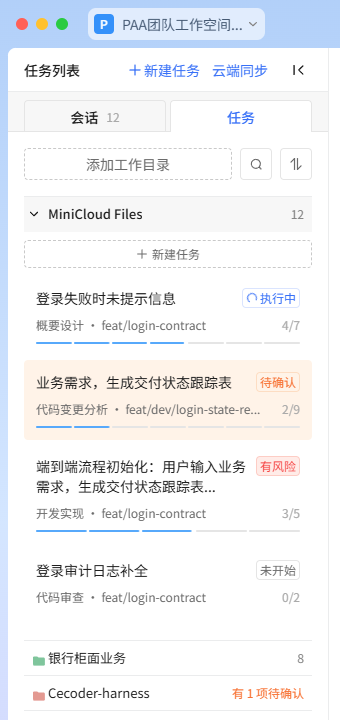 P PAA团队工作空间...
任务列表 新建任务 云端同步
会话 12 任务
添加工作目录
MiniCloud Files 12
新建任务
登录失败时未提示信息 执行中
概要设计 · feat/login-contract 4/7
业务需求，生成交付状态跟踪表 待确认
代码变更分析 · feat/dev/login-state-re... 2/9
端到端流程初始化：用户输入业务 有风险
需求，生成交付状态跟踪表...
开发实现 · feat/login-contract 3/5
登录审计日志补全 未开始
代码审查 · feat/login-contract 0/2
银行柜面业务 8
Cecoder-harness 有 1 项待确认